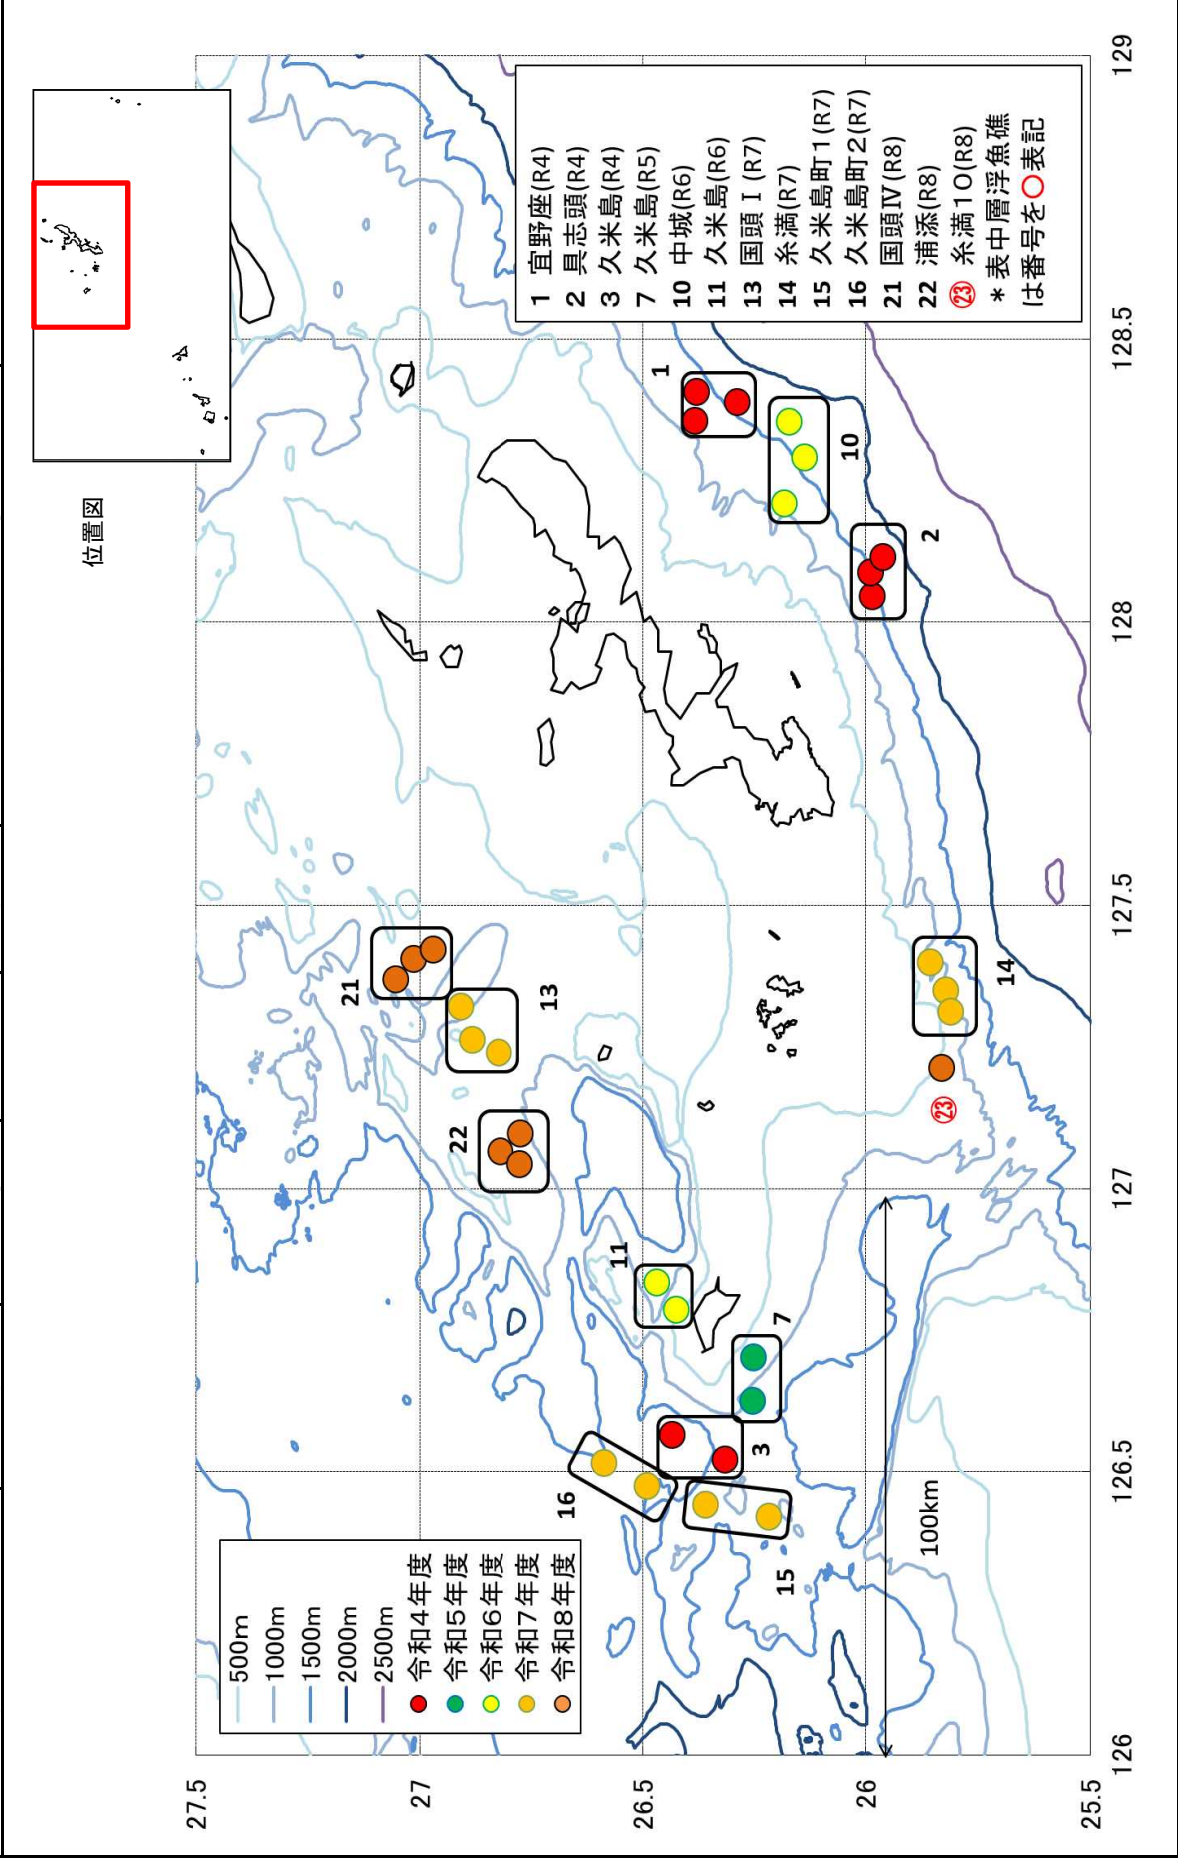 位置図
1 宜野座(R4)
2 具志頭(R4)
3 久米島(R4)
7 久米島(R5)
10 中城(R6)
11 久米島(R6)
13 国頭Ⅰ(R7)
14 糸満(R7)
15 久米島町1(R7)
16 久米島町2(R7)
21 国頭Ⅳ(R8)
22 浦添(R8)
㉓ 糸満10(R8)
*表中層浮魚礁
は番号を〇表記
500m
1000m
1500m
2000m
2500m
令和4年度
令和5年度
令和6年度
令和7年度
令和8年度
27.5
27
26.5
26
25.5
126
126.5
127
127.5
128
128.5
129
21
13
22
11
16
15
3
7
1
10
2
14
㉓
100km